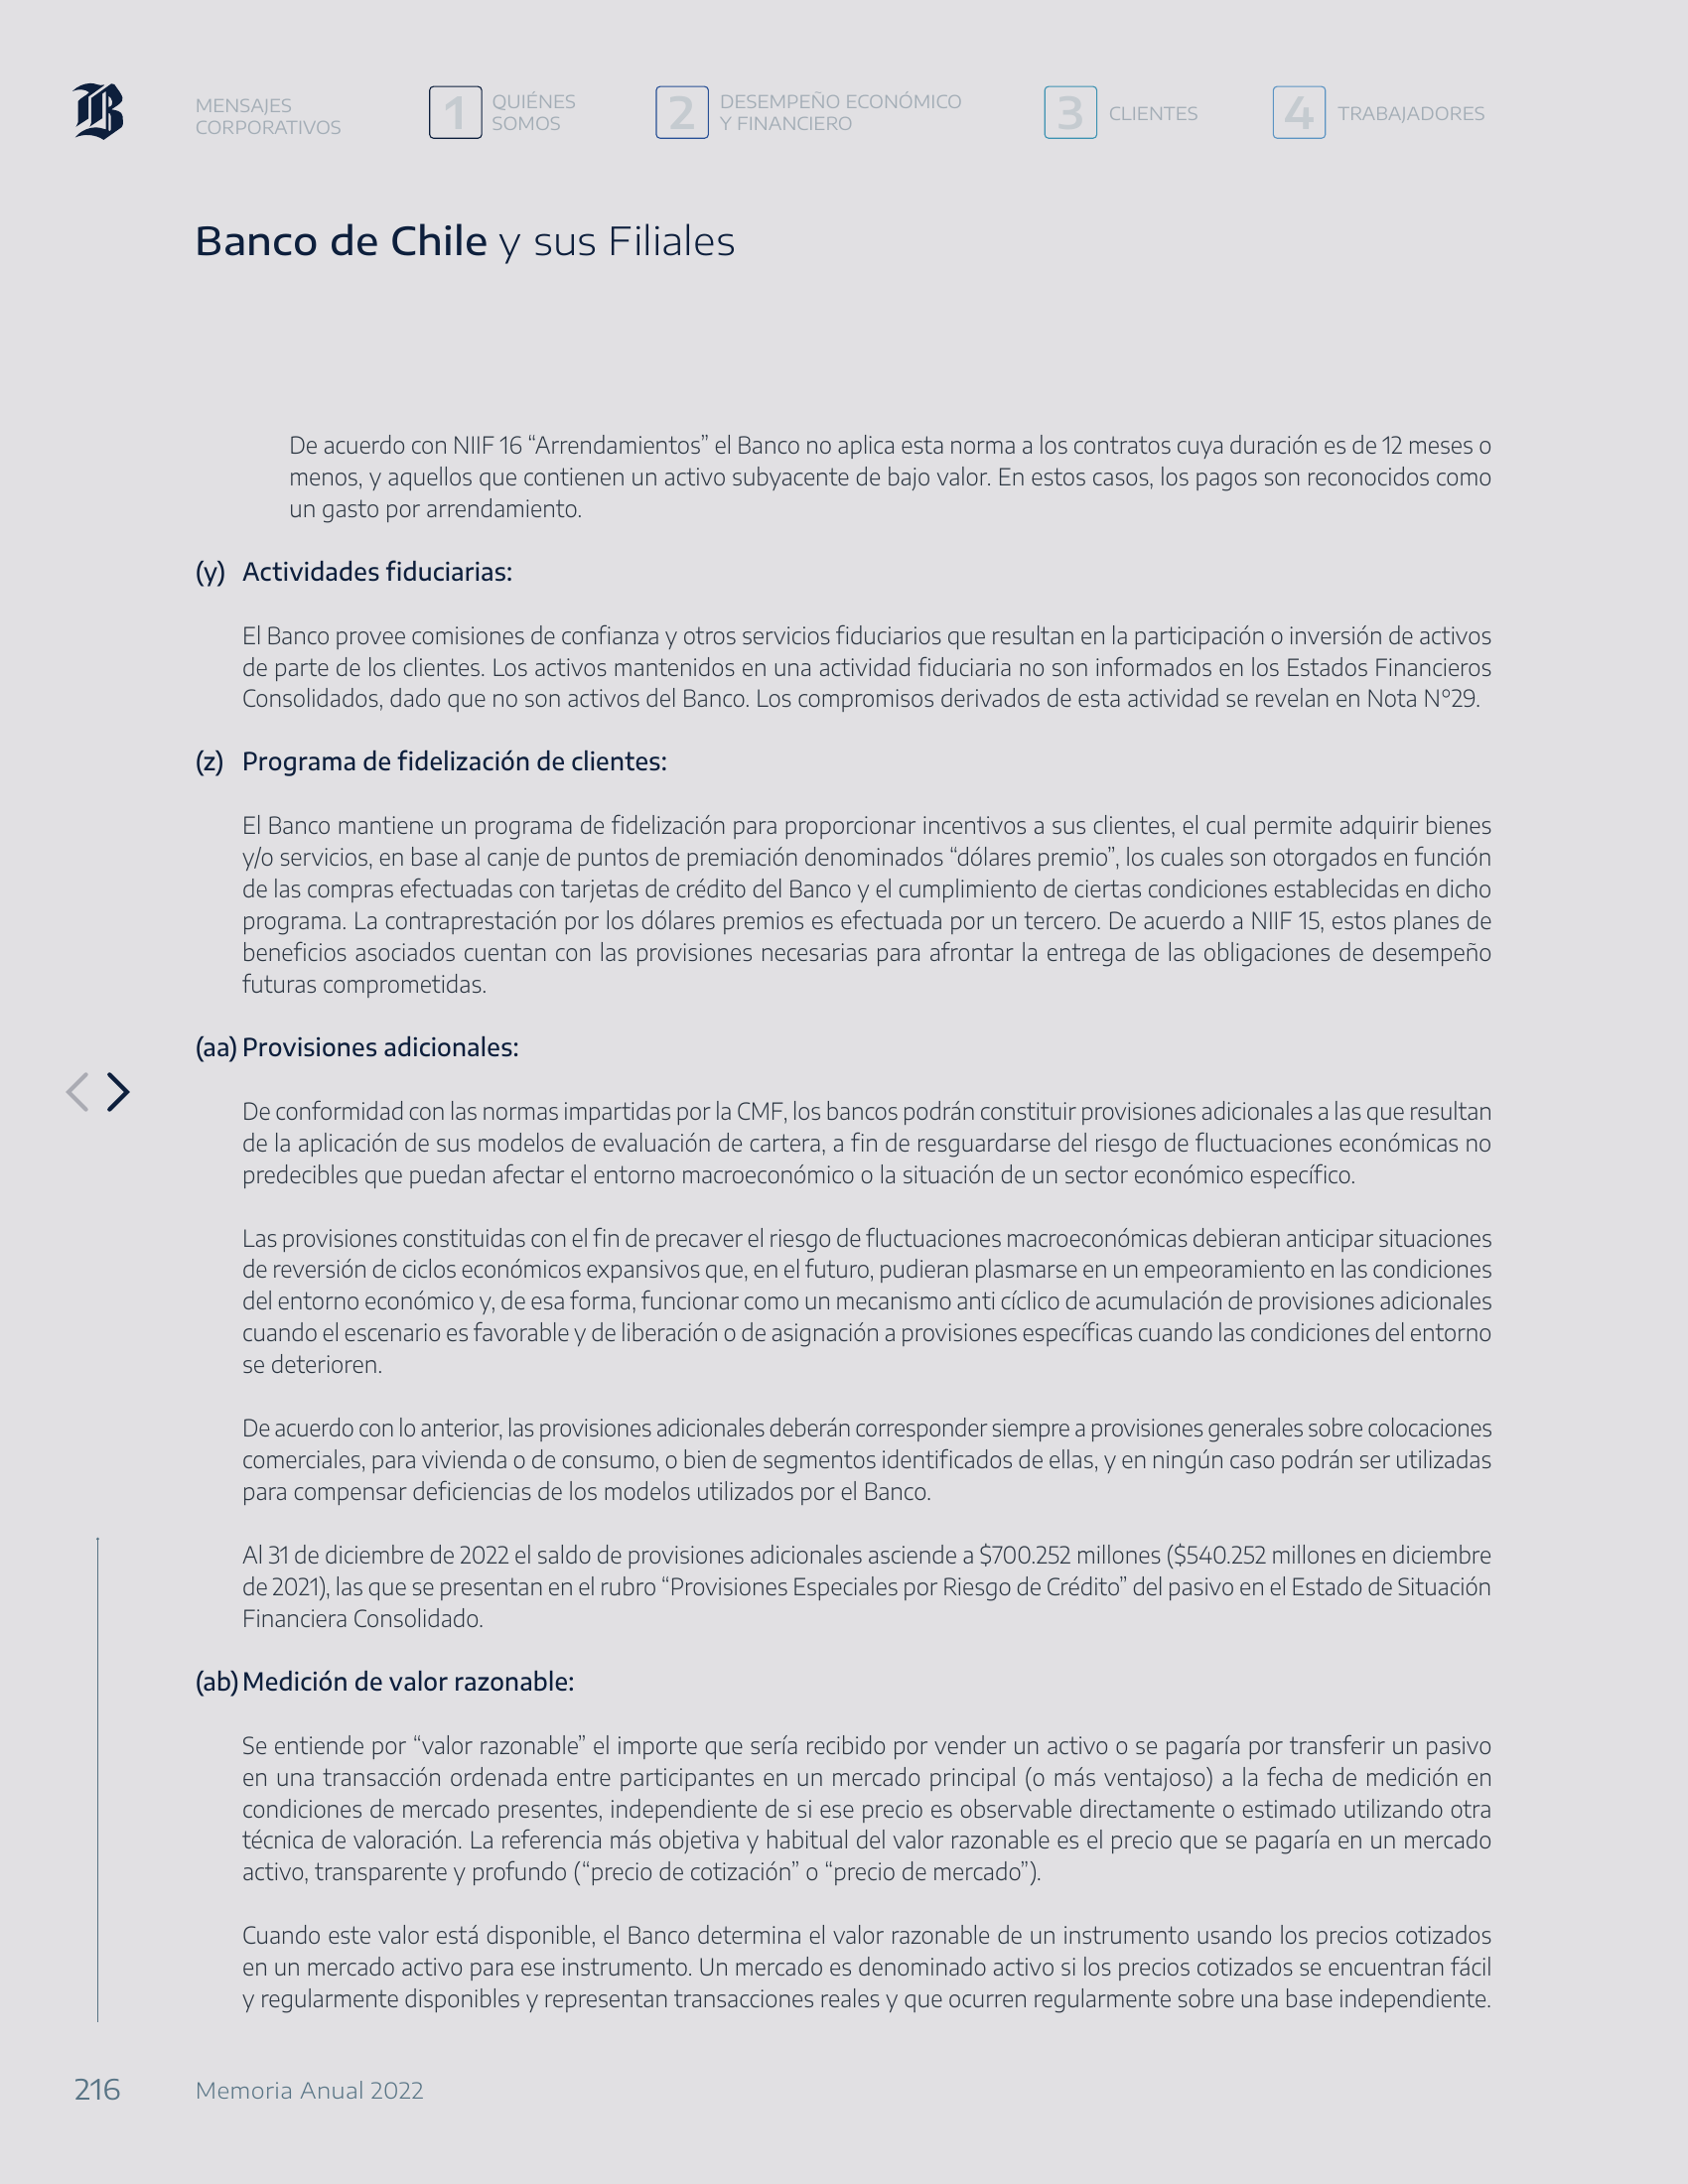 MENSAJES
CORPORATIVOS
1 QUIÉNES
SOMOS
2 DESEMPEÑO ECONÓMICO
Y FINANCIERO
3 CLIENTES
4 TRABAJADORES
Banco de Chile y sus Filiales
De acuerdo con NIIF 16 “Arrendamientos” el Banco no aplica esta norma a los contratos cuya duración es de 12 meses o
menos, y aquellos que contienen un activo subyacente de bajo valor. En estos casos, los pagos son reconocidos como
un gasto por arrendamiento.
(y) Actividades fiduciarias:
El Banco provee comisiones de confianza y otros servicios fiduciarios que resultan en la participación o inversión de activos
de parte de los clientes. Los activos mantenidos en una actividad fiduciaria no son informados en los Estados Financieros
Consolidados, dado que no son activos del Banco. Los compromisos derivados de esta actividad se revelan en Nota N°29.
(z) Programa de fidelización de clientes:
El Banco mantiene un programa de fidelización para proporcionar incentivos a sus clientes, el cual permite adquirir bienes
y/o servicios, en base al canje de puntos de premiación denominados “dólares premio”, los cuales son otorgados en función
de las compras efectuadas con tarjetas de crédito del Banco y el cumplimiento de ciertas condiciones establecidas en dicho
programa. La contraprestación por los dólares premios es efectuada por un tercero. De acuerdo a NIIF 15, estos planes de
beneficios asociados cuentan con las provisiones necesarias para afrontar la entrega de las obligaciones de desempeño
futuras comprometidas.
(aa) Provisiones adicionales:
De conformidad con las normas impartidas por la CMF, los bancos podrán constituir provisiones adicionales a las que resultan
de la aplicación de sus modelos de evaluación de cartera, a fin de resguardarse del riesgo de fluctuaciones económicas no
predecibles que puedan afectar el entorno macroeconómico o la situación de un sector económico específico.
Las provisiones constituidas con el fin de precaver el riesgo de fluctuaciones macroeconómicas debieran anticipar situaciones
de reversión de ciclos económicos expansivos que, en el futuro, pudieran plasmarse en un empeoramiento en las condiciones
del entorno económico y, de esa forma, funcionar como un mecanismo anti cíclico de acumulación de provisiones adicionales
cuando el escenario es favorable y de liberación o de asignación a provisiones específicas cuando las condiciones del entorno
se deterioren.
De acuerdo con lo anterior, las provisiones adicionales deberán corresponder siempre a provisiones generales sobre colocaciones
comerciales, para vivienda o de consumo, o bien de segmentos identificados de ellas, y en ningún caso podrán ser utilizadas
para compensar deficiencias de los modelos utilizados por el Banco.
Al 31 de diciembre de 2022 el saldo de provisiones adicionales asciende a $700.252 millones ($540.252 millones en diciembre
de 2021), las que se presentan en el rubro “Provisiones Especiales por Riesgo de Crédito” del pasivo en el Estado de Situación
Financiera Consolidado.
(ab) Medición de valor razonable:
Se entiende por “valor razonable” el importe que sería recibido por vender un activo o se pagaría por transferir un pasivo
en una transacción ordenada entre participantes en un mercado principal (o más ventajoso) a la fecha de medición en
condiciones de mercado presentes, independiente de si ese precio es observable directamente o estimado utilizando otra
técnica de valoración. La referencia más objetiva y habitual del valor razonable es el precio que se pagaría en un mercado
activo, transparente y profundo (“precio de cotización” o “precio de mercado”).
Cuando este valor está disponible, el Banco determina el valor razonable de un instrumento usando los precios cotizados
en un mercado activo para ese instrumento. Un mercado es denominado activo si los precios cotizados se encuentran fácil
y regularmente disponibles y representan transacciones reales y que ocurren regularmente sobre una base independiente.
216 Memoria Anual 2022